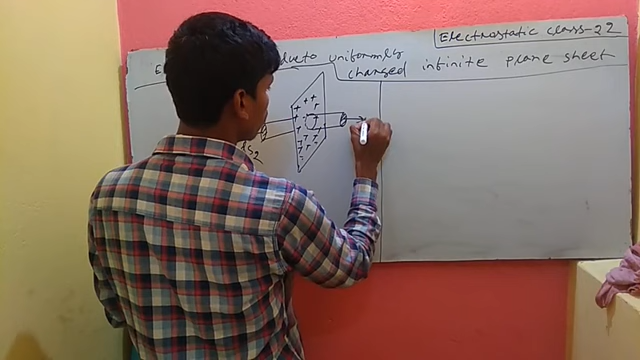 Electrostatic class-22
E due to uniformly
charged infinite plane sheet
ds2